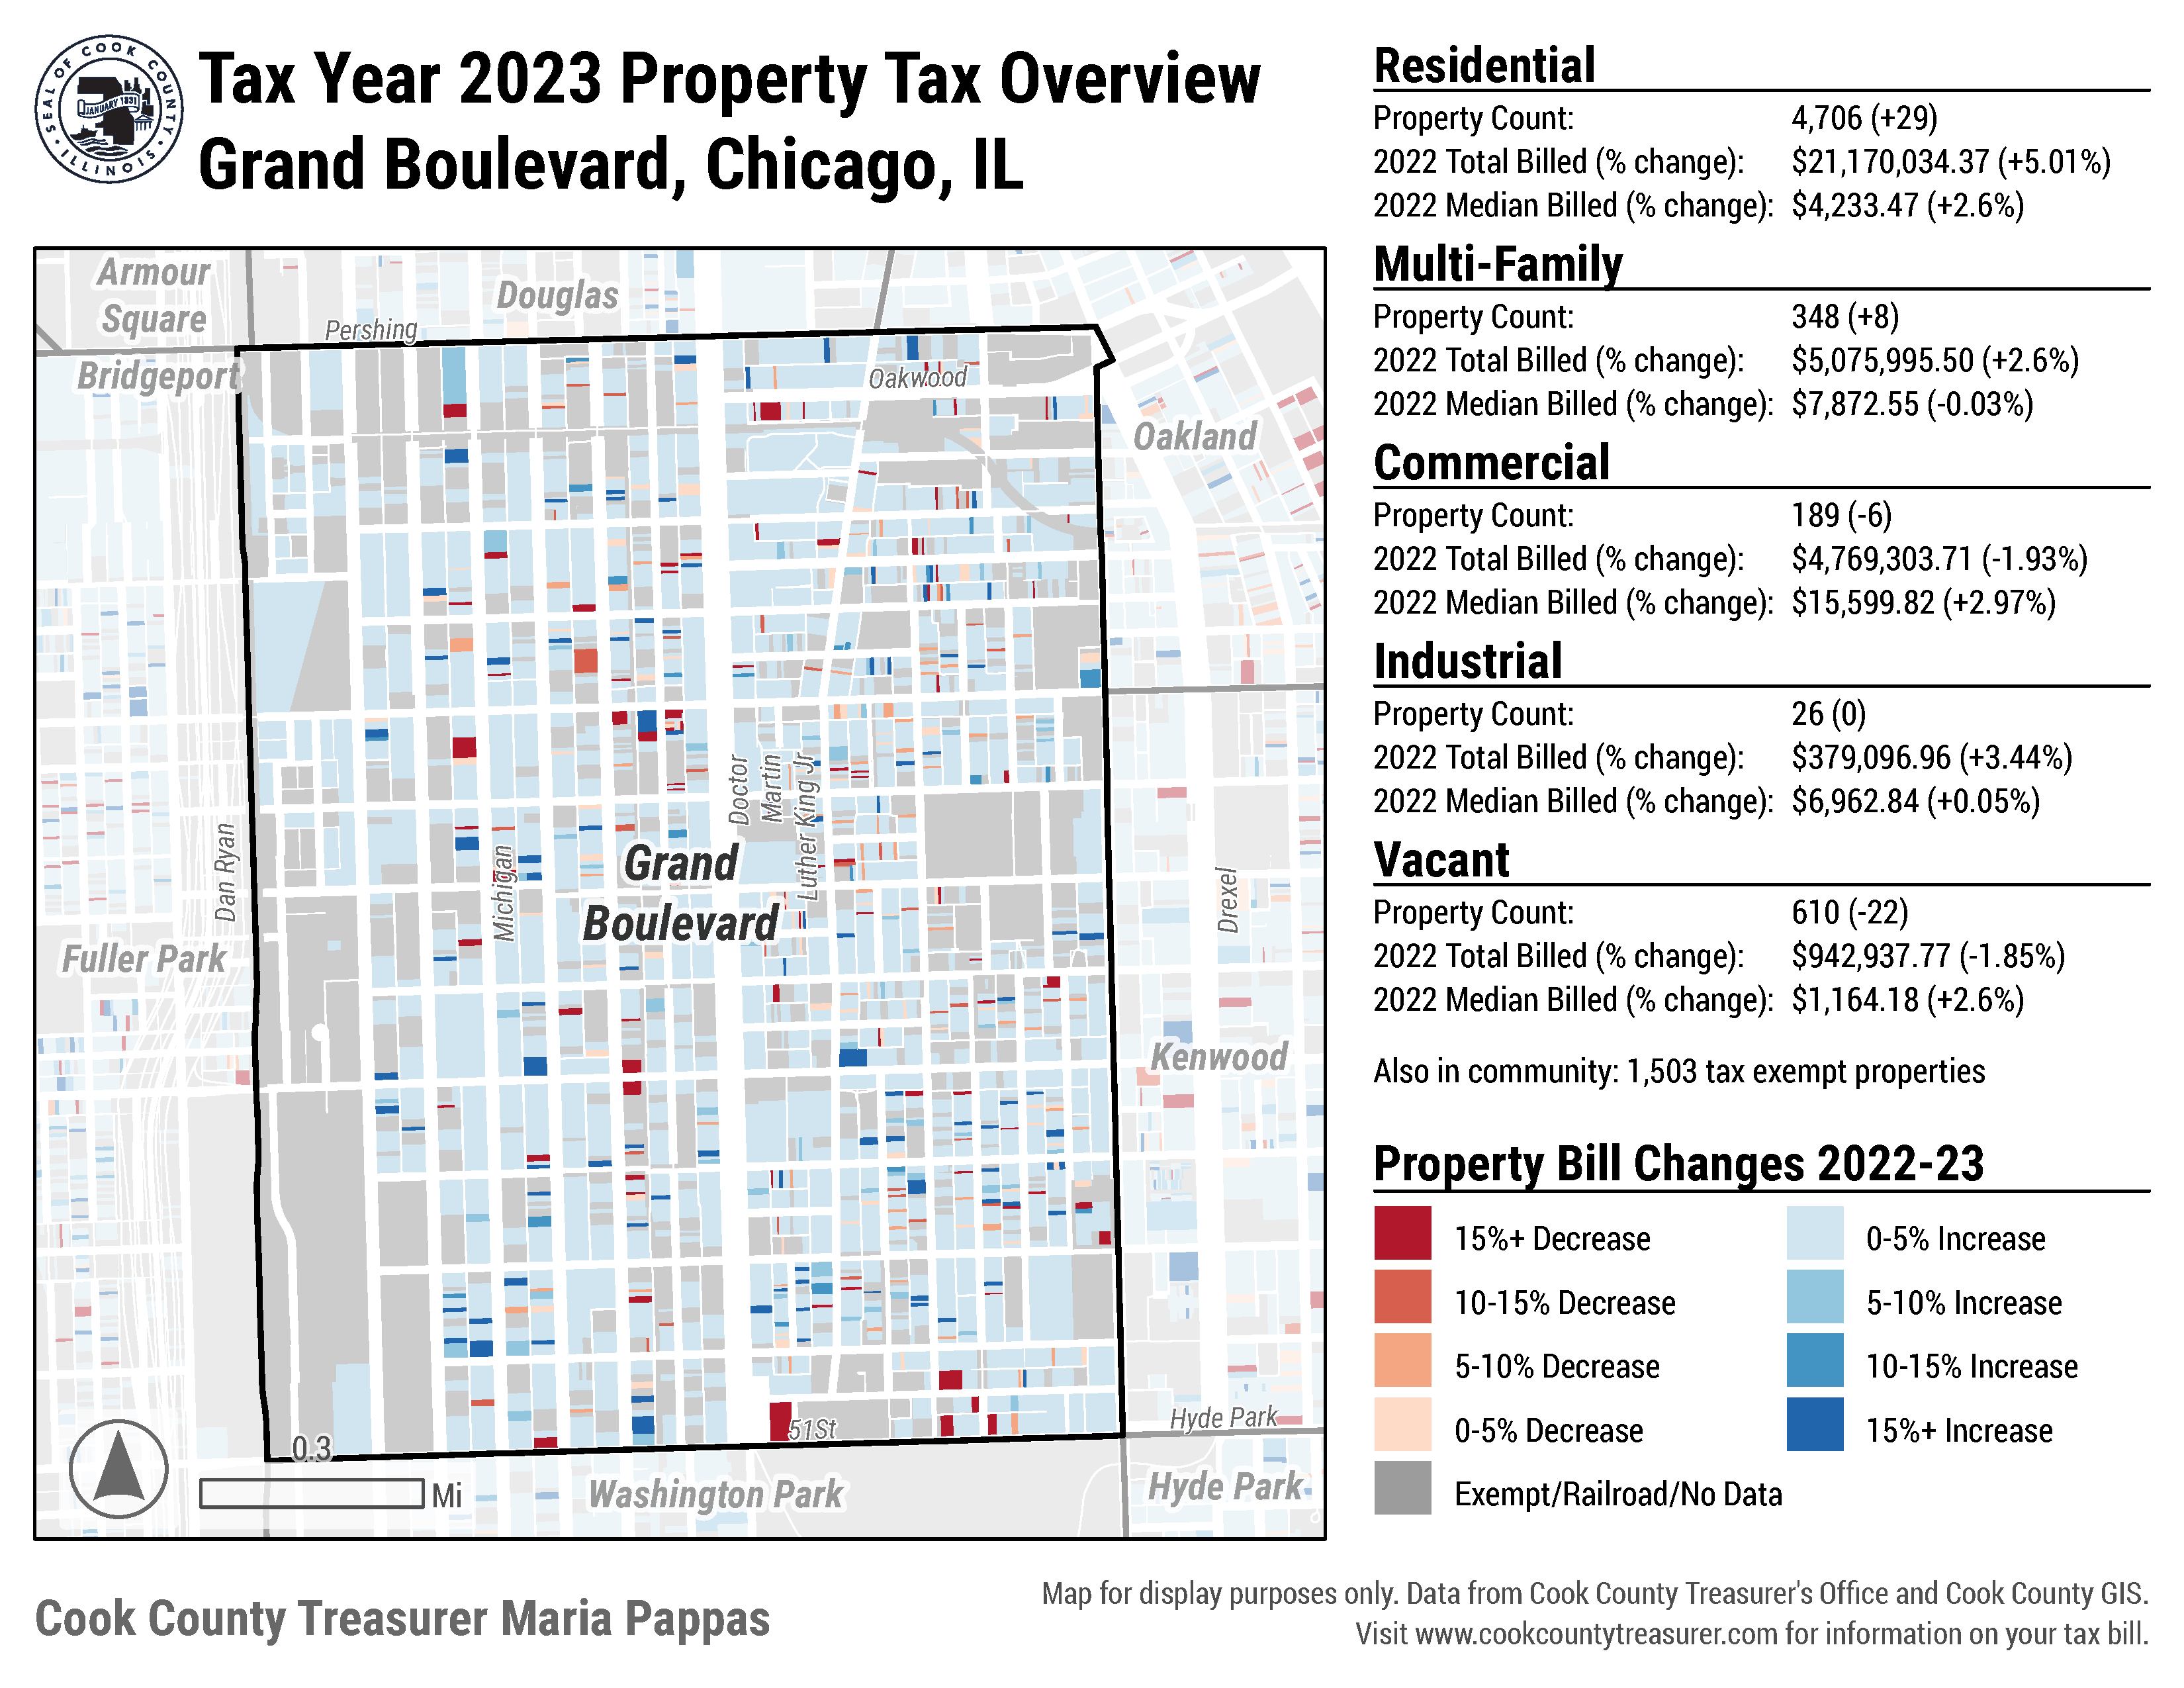 SEAL OF COOK COUNTY
JANUARY 1831
ILLINOIS
Tax Year 2023 Property Tax Overview
Grand Boulevard, Chicago, IL
Armour
Square
Douglas
Pershing
Bridgeport
Oakwood
Oakland
Doctor
Martin
Luther King Jr
Dan Ryan
Michigan
Grand
Boulevard
Drexel
Fuller Park
Kenwood
51St
Hyde Park
0.3
Mi
Washington Park
Hyde Park
Residential
Property Count: 4,706 (+29)
2022 Total Billed (% change): $21,170,034.37 (+5.01%)
2022 Median Billed (% change): $4,233.47 (+2.6%)
Multi-Family
Property Count: 348 (+8)
2022 Total Billed (% change): $5,075,995.50 (+2.6%)
2022 Median Billed (% change): $7,872.55 (-0.03%)
Commercial
Property Count: 189 (-6)
2022 Total Billed (% change): $4,769,303.71 (-1.93%)
2022 Median Billed (% change): $15,599.82 (+2.97%)
Industrial
Property Count: 26 (0)
2022 Total Billed (% change): $379,096.96 (+3.44%)
2022 Median Billed (% change): $6,962.84 (+0.05%)
Vacant
Property Count: 610 (-22)
2022 Total Billed (% change): $942,937.77 (-1.85%)
2022 Median Billed (% change): $1,164.18 (+2.6%)
Also in community: 1,503 tax exempt properties
Property Bill Changes 2022-23
15%+ Decrease
10-15% Decrease
5-10% Decrease
0-5% Decrease
Exempt/Railroad/No Data
0-5% Increase
5-10% Increase
10-15% Increase
15%+ Increase
Cook County Treasurer Maria Pappas
Map for display purposes only. Data from Cook County Treasurer's Office and Cook County GIS.
Visit www.cookcountytreasurer.com for information on your tax bill.